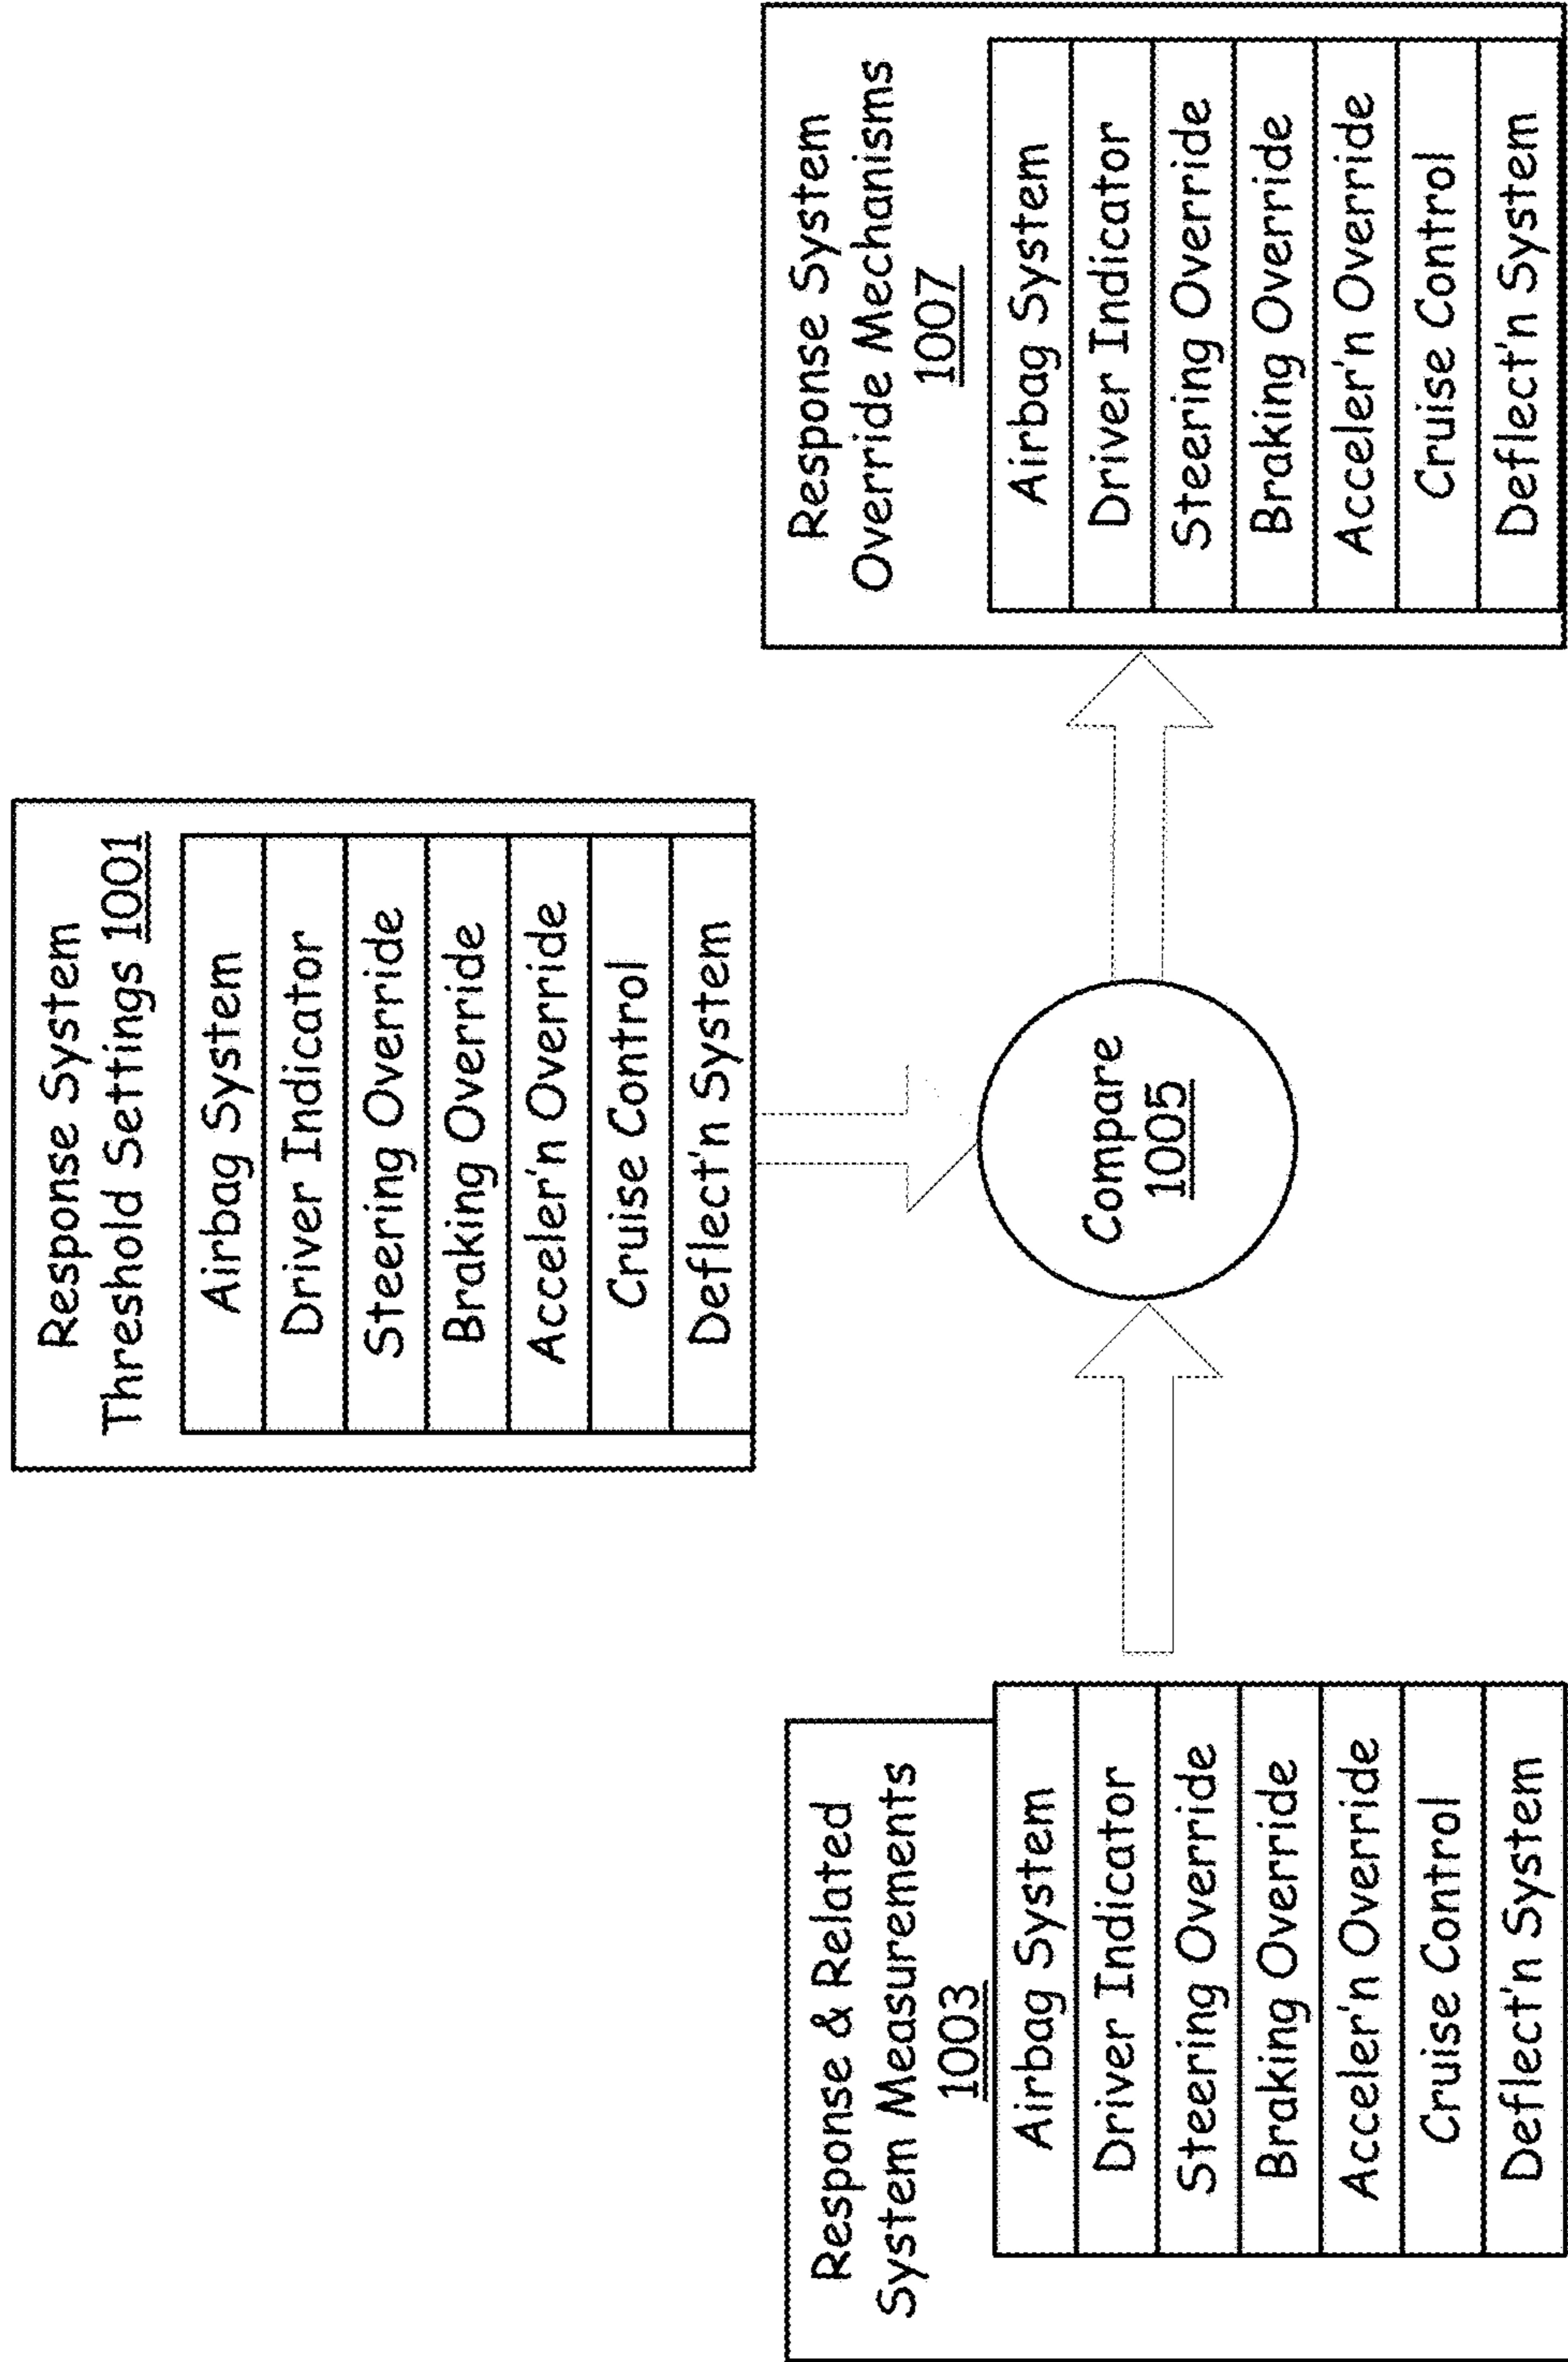 Response System
Threshold Settings 1001
Airbag System
Driver Indicator
Steering Override
Braking Override
Acceler'n Override
Cruise Control
Deflect'n System
Response & Related
System Measurements
1003
Airbag System
Driver Indicator
Steering Override
Braking Override
Acceler'n Override
Cruise Control
Deflect'n System
Compare
1005
Response System
Override Mechanisms
1007
Airbag System
Driver Indicator
Steering Override
Braking Override
Acceler'n Override
Cruise Control
Deflect'n System